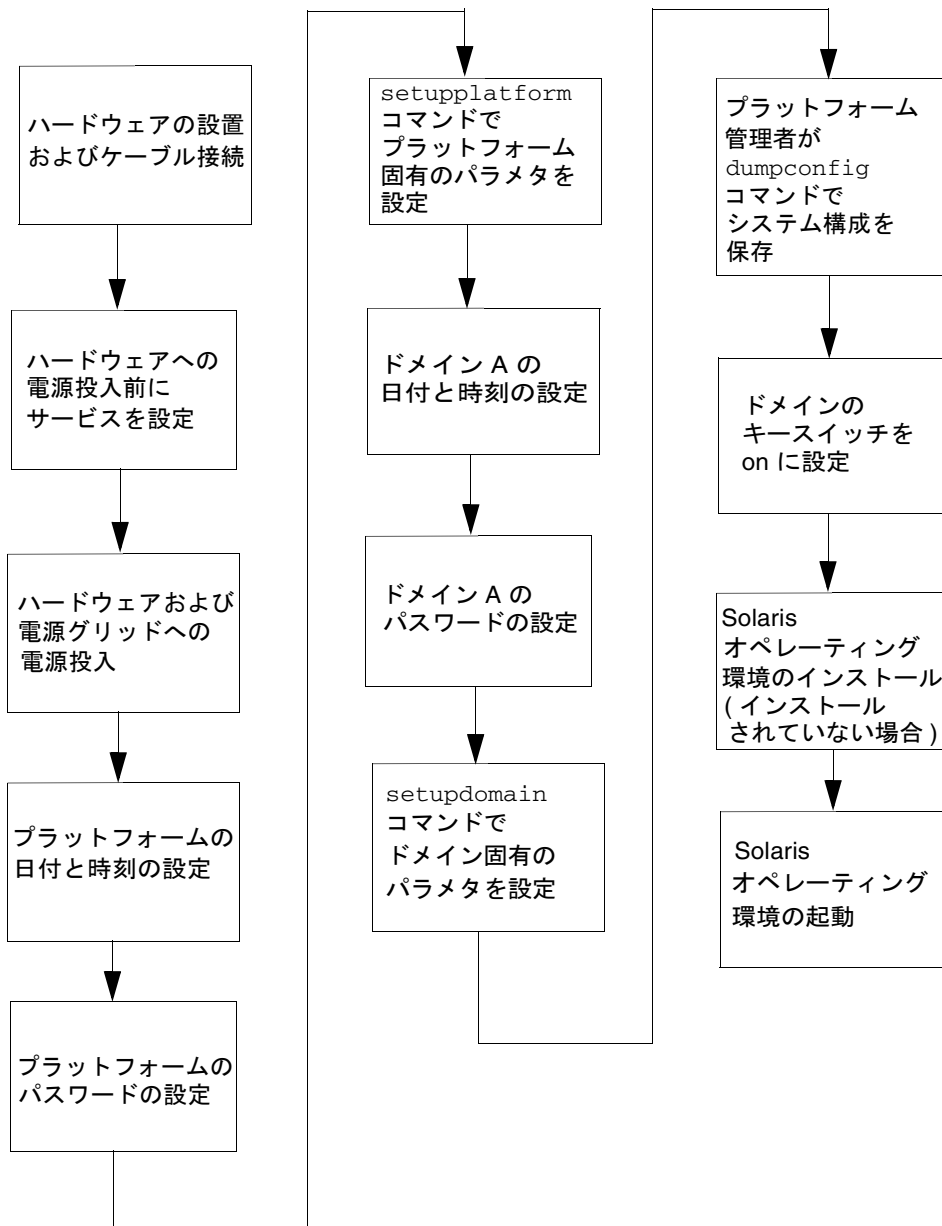 ハードウェアの設置
およびケーブル接続
ハードウェアへの
電源投入前に
サービスを設定
ハードウェアおよび
電源グリッドへの
電源投入
プラットフォームの
日付と時刻の設定
プラットフォームの
パスワードの設定
setupplatform
コマンドで
プラットフォーム
固有のパラメタを
設定
ドメイン A の
日付と時刻の設定
ドメイン A の
パスワードの設定
setupdomain
コマンドで
ドメイン固有の
パラメタを設定
プラットフォーム
管理者が
dumpconfig
コマンドで
システム構成を
保存
ドメインの
キースイッチを
on に設定
Solaris
オペレーティング
環境のインストール
( インストール
されていない場合 )
Solaris
オペレーティング
環境の起動